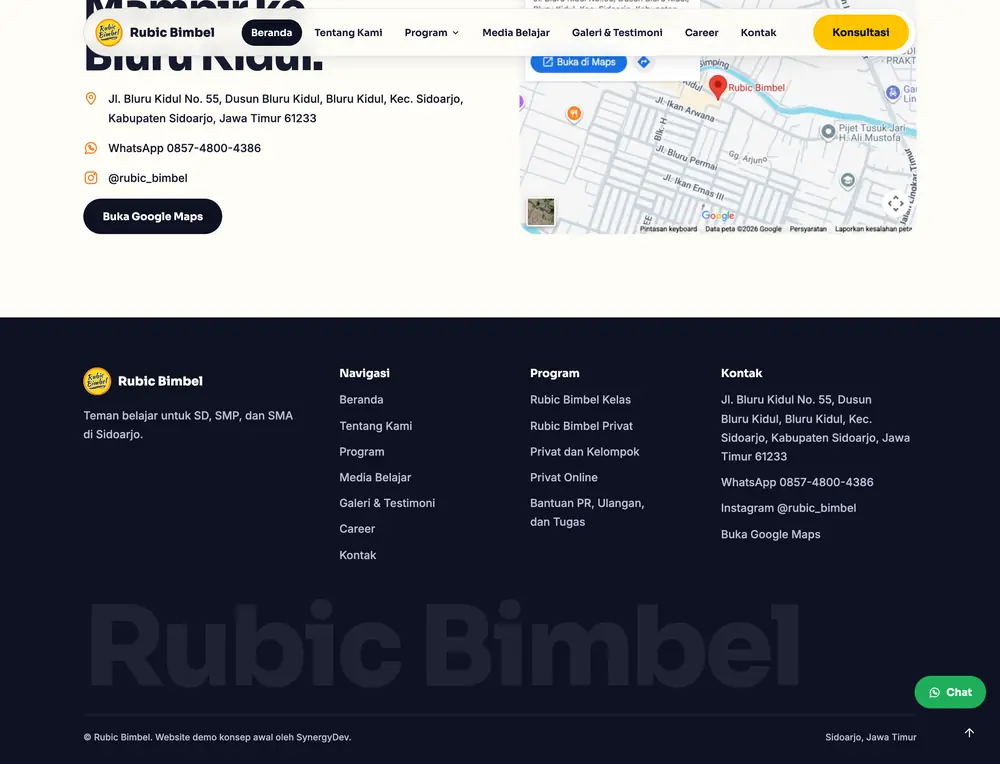 Mampir ke
Rubic Bimbel
Beranda
Tentang Kami
Program
Media Belajar
Galeri & Testimoni
Career
Kontak
Konsultasi
Bluru Kidul.
Jl. Bluru Kidul No. 55, Dusun Bluru Kidul, Bluru Kidul, Kec. Sidoarjo,
Kabupaten Sidoarjo, Jawa Timur 61233
WhatsApp 0857-4800-4386
@rubic_bimbel
Buka Google Maps
Buka di Maps
Rubic Bimbel
Jl. Ikan Arwana
Blk. H
Jl. Bluru Permai
Gg. Arjuno
Jl. Ikan Emas III
Pijet Tusuk Jari
H. Ali Mustofa
Google
Pintasan keyboard
Data peta ©2026 Google
Persyaratan
Laporkan kesalahan peta
Rubic Bimbel
Teman belajar untuk SD, SMP, dan SMA
di Sidoarjo.
Navigasi
Beranda
Tentang Kami
Program
Media Belajar
Galeri & Testimoni
Career
Kontak
Program
Rubic Bimbel Kelas
Rubic Bimbel Privat
Privat dan Kelompok
Privat Online
Bantuan PR, Ulangan,
dan Tugas
Kontak
Jl. Bluru Kidul No. 55, Dusun
Bluru Kidul, Bluru Kidul, Kec.
Sidoarjo, Kabupaten Sidoarjo, Jawa
Timur 61233
WhatsApp 0857-4800-4386
Instagram @rubic_bimbel
Buka Google Maps
Rubic Bimbel
Chat
© Rubic Bimbel. Website demo konsep awal oleh SynergyDev.
Sidoarjo, Jawa Timur